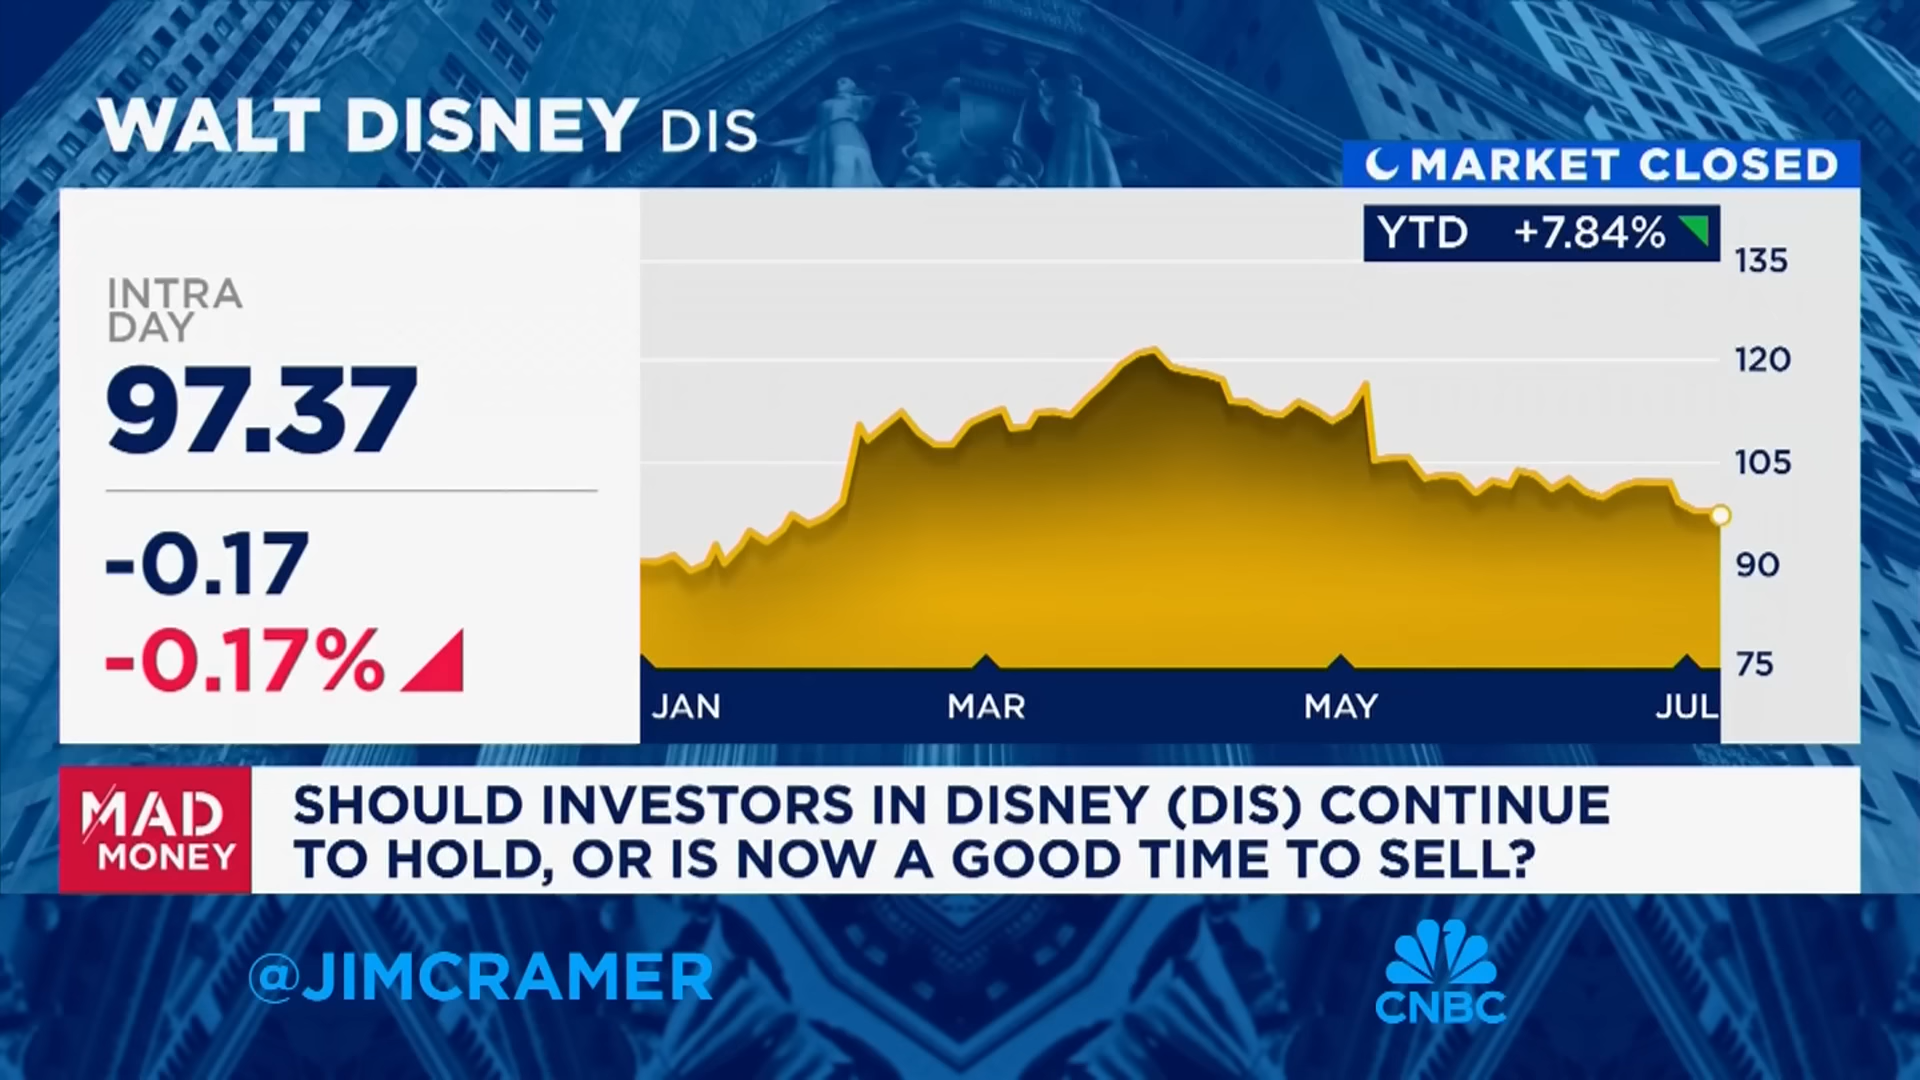 WALT DISNEY DIS
MARKET CLOSED
YTD +7.84%
INTRA
DAY
97.37
-0.17
-0.17%
135
120
105
90
75
JAN MAR MAY JUL
MAD
MONEY
SHOULD INVESTORS IN DISNEY (DIS) CONTINUE
TO HOLD, OR IS NOW A GOOD TIME TO SELL?
@JIMCRAMER
CNBC